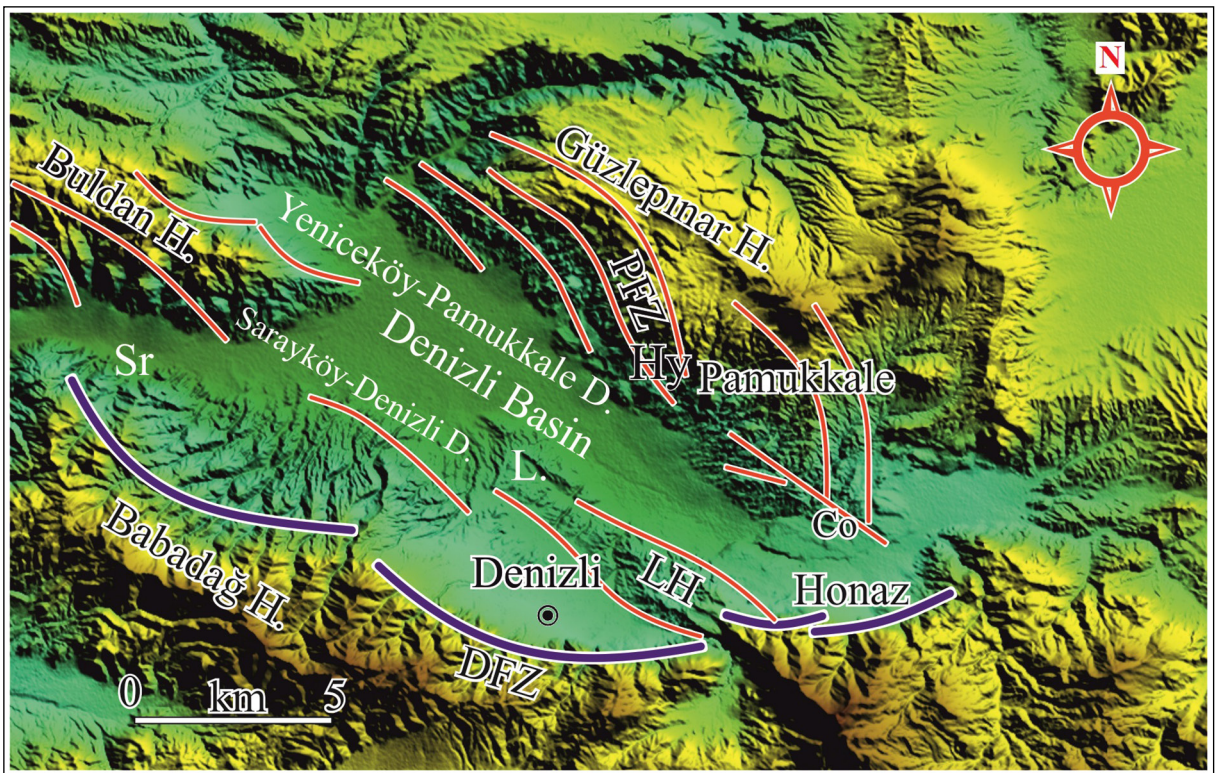 N
Güzlepınar H.
Buldan H.
Yeniceköy-Pamukkale D.
PFZ
Denizli Basin
Sarayköy-Denizli D.
Sr
Hy
Pamukkale
L.
Co
Babadağ H.
Denizli
LH
Honaz
DFZ
0 km 5